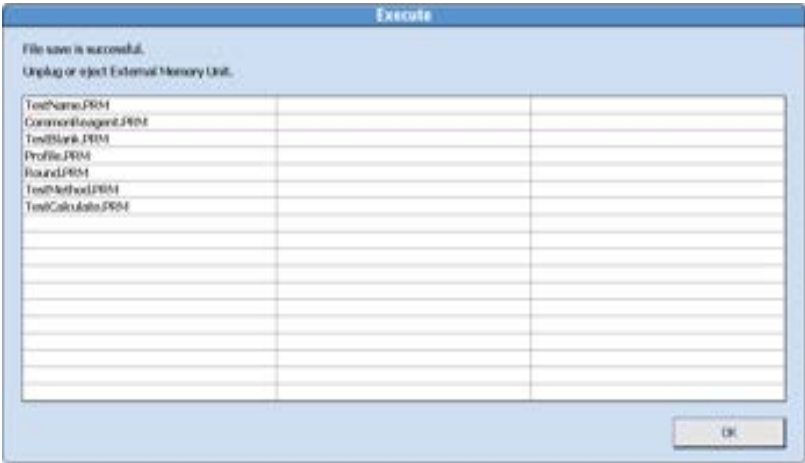 Execute
File save is successful.
Unplug or eject External Memory Unit.
TestName.PRM
CommonReagent.PRM
TestBlank.PRM
Profile.PRM
Round.PRM
TestMethod.PRM
TestCalculate.PRM
OK